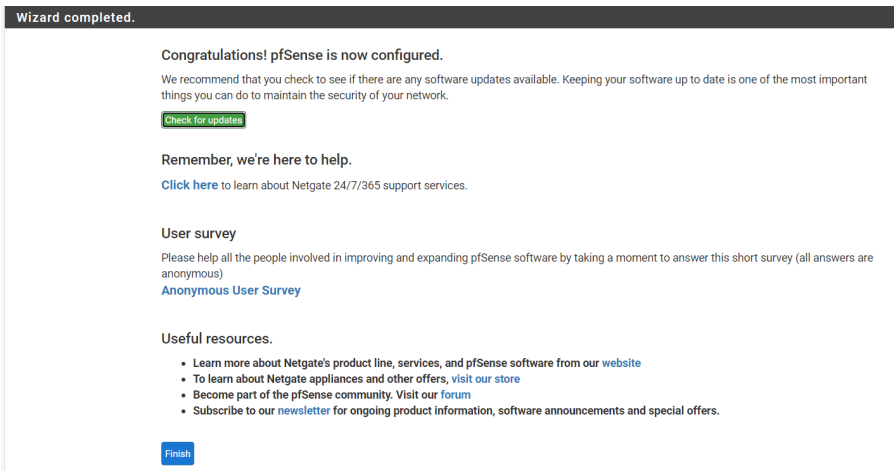 Wizard completed.
Congratulations! pfSense is now configured.
We recommend that you check to see if there are any software updates available. Keeping your software up to date is one of the most important
things you can do to maintain the security of your network.
Check for updates
Remember, we're here to help.
Click here to learn about Netgate 24/7/365 support services.
User survey
Please help all the people involved in improving and expanding pfSense software by taking a moment to answer this short survey (all answers are
anonymous)
Anonymous User Survey
Useful resources.
• Learn more about Netgate's product line, services, and pfSense software from our website
• To learn about Netgate appliances and other offers, visit our store
• Become part of the pfSense community. Visit our forum
• Subscribe to our newsletter for ongoing product information, software announcements and special offers.
Finish